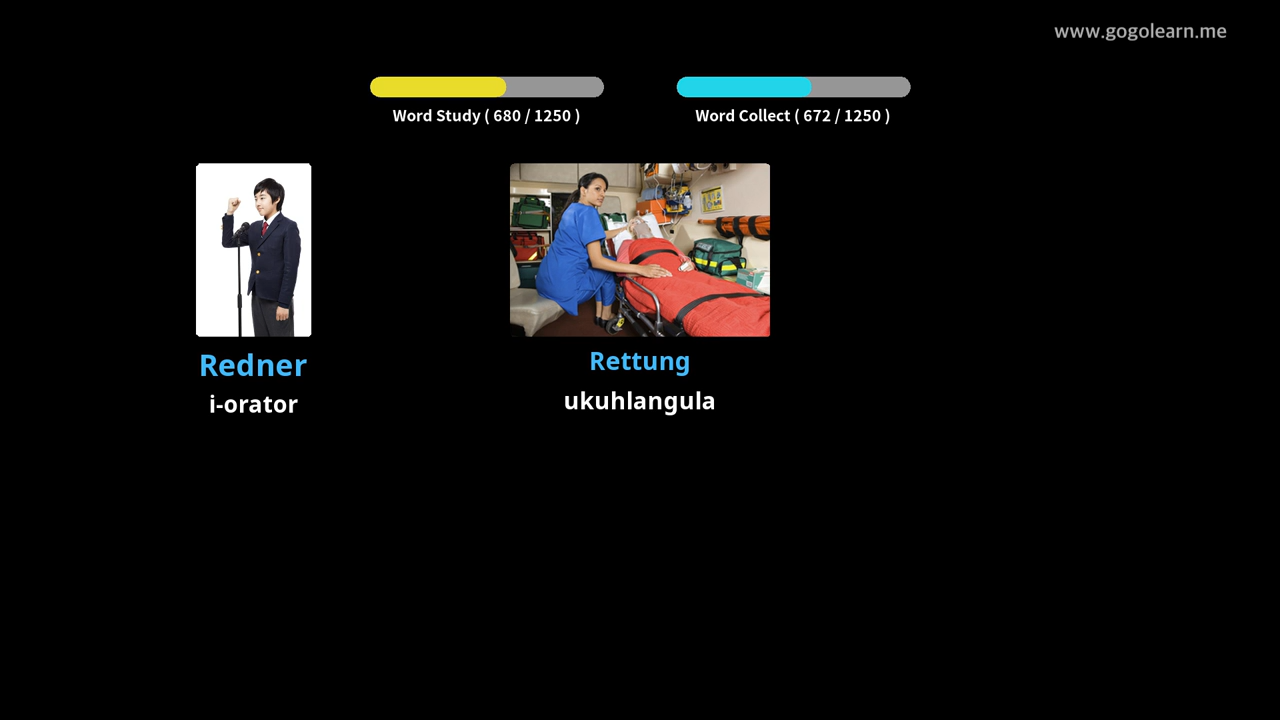 www.gogolearn.me
Word Study ( 680 / 1250 )
Word Collect ( 672 / 1250 )
Redner
i-orator
Rettung
ukuhlangula